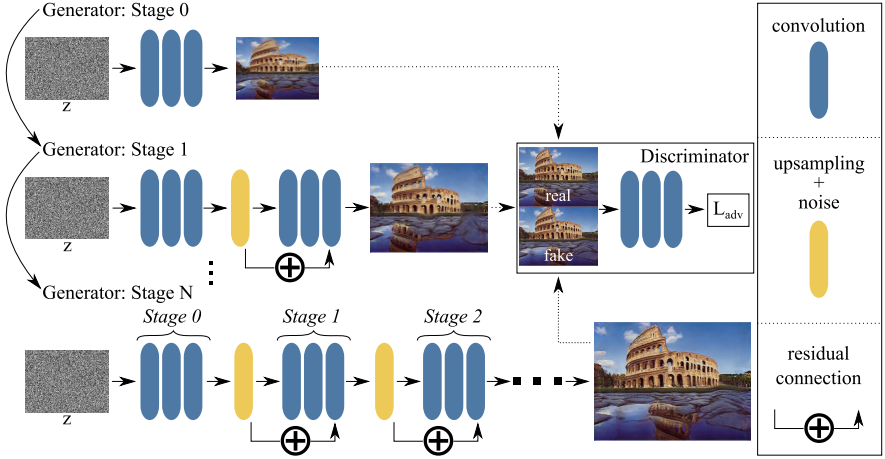 Generator: Stage 0
z
Generator: Stage 1
z
Generator: Stage N
Stage 0
Stage 1
Stage 2
z
Discriminator
real
fake
L_adv
convolution
upsampling
+
noise
residual
connection